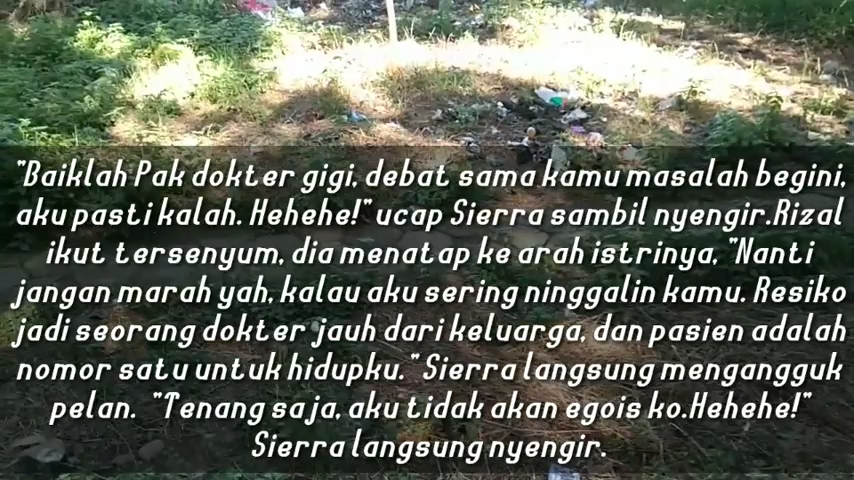 "Baiklah Pak dokter gigi, debat sama kamu masalah begini,
aku pasti kalah. Hehehe!" ucap Sierra sambil nyengir.Rizal
ikut tersenyum, dia menatap ke arah istrinya, "Nanti
jangan marah yah, kalau aku sering ninggalin kamu. Resiko
jadi seorang dokter jauh dari keluarga, dan pasien adalah
nomor satu untuk hidupku." Sierra langsung mengangguk
pelan. "Tenang saja, aku tidak akan egois ko.Hehehe!"
Sierra langsung nyengir.